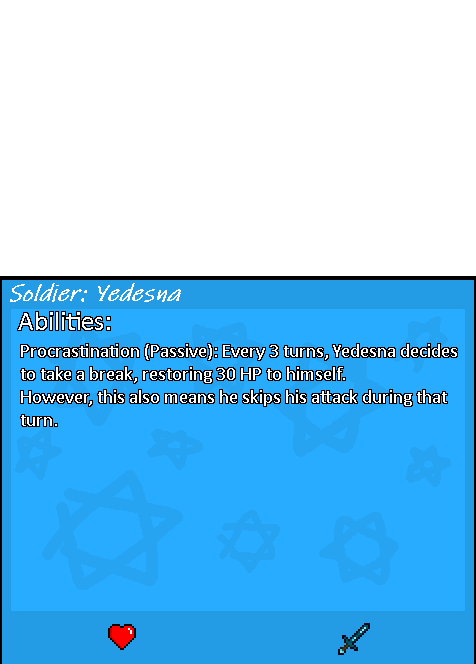 Soldier: Yedesna
Abilities:
Procrastination (Passive): Every 3 turns, Yedesna decides
to take a break, restoring 30 HP to himself.
However, this also means he skips his attack during that
turn.